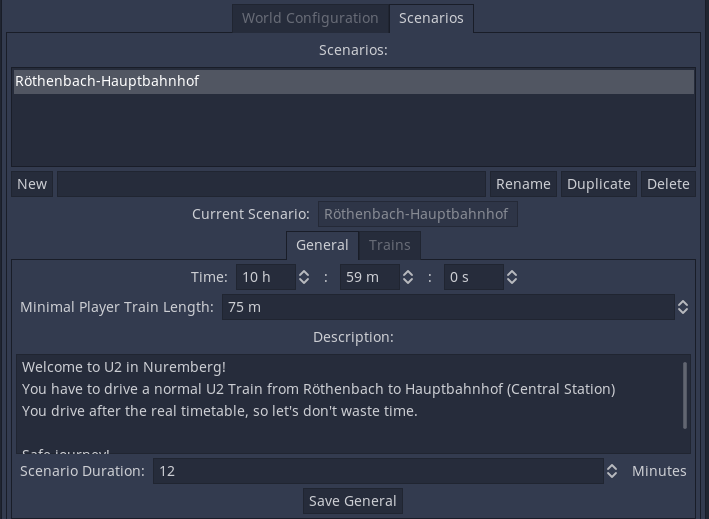 World Configuration Scenarios
Scenarios:
Röthenbach-Hauptbahnhof
New Rename Duplicate Delete
Current Scenario: Röthenbach-Hauptbahnhof
General Trains
Time: 10 h : 59 m : 0 s
Minimal Player Train Length: 75 m
Description:
Welcome to U2 in Nuremberg!
You have to drive a normal U2 Train from Röthenbach to Hauptbahnhof (Central Station)
You drive after the real timetable, so let's don't waste time.
Safe journey!
Scenario Duration: 12 Minutes
Save General